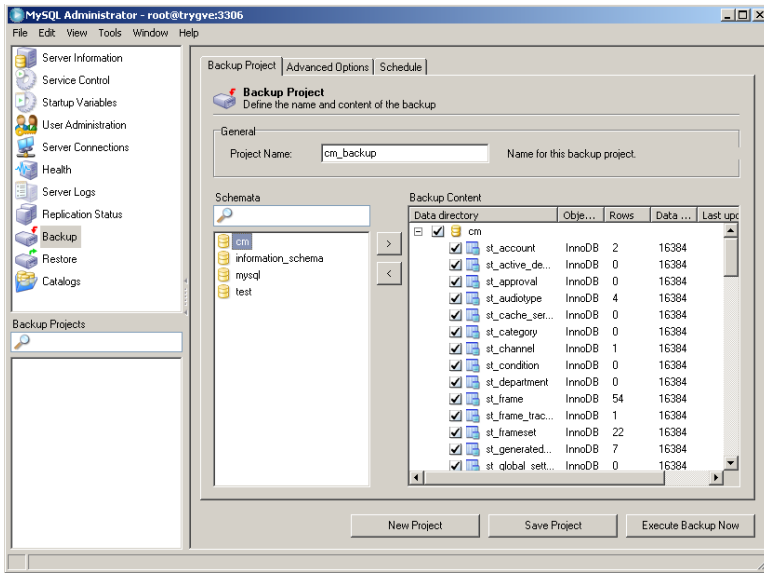 MySQL Administrator - root@trygve:3306
File Edit View Tools Window Help
Server Information
Service Control
Startup Variables
User Administration
Server Connections
Health
Server Logs
Replication Status
Backup
Restore
Catalogs
Backup Projects
Backup Project Advanced Options Schedule
Backup Project
Define the name and content of the backup
General
Project Name: cm_backup Name for this backup project.
Schemata
cm
information_schema
mysql
test
>
<
Backup Content
Data directory Obje... Rows Data ... Last upd
cm
st_account InnoDB 2 16384
st_active_de... InnoDB 0 16384
st_approval InnoDB 0 16384
st_audiotype InnoDB 4 16384
st_cache_ser... InnoDB 0 16384
st_category InnoDB 0 16384
st_channel InnoDB 1 16384
st_condition InnoDB 0 16384
st_department InnoDB 0 16384
st_frame InnoDB 54 16384
st_frame_trac... InnoDB 1 16384
st_frameset InnoDB 22 16384
st_generated... InnoDB 7 16384
st_global_sett... InnoDB 0 16384
New Project Save Project Execute Backup Now